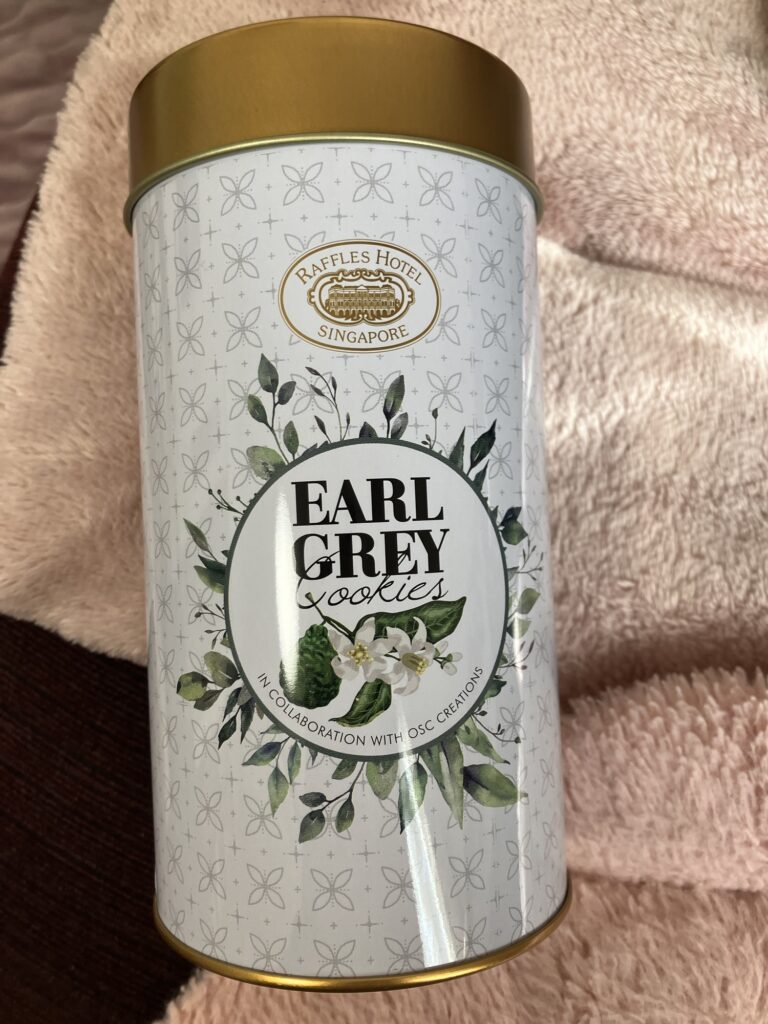 RAFFLES HOTEL
SINGAPORE
EARL
GREY
Cookies
IN COLLABORATION WITH OSC CREATIONS